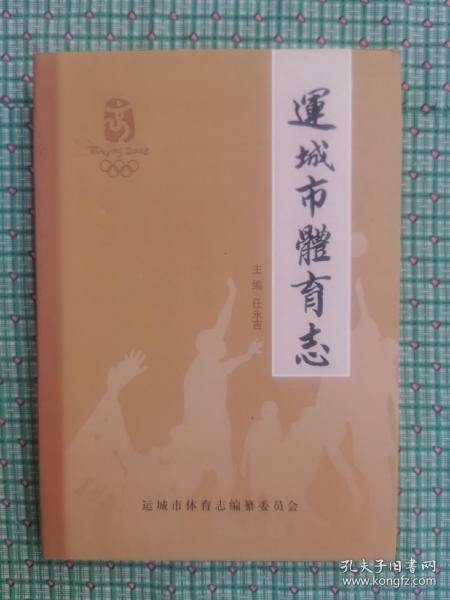 運城市體育志
主编/任永吉
Beijing 2008
运城市体育志编纂委员会
孔夫子旧书网
www.kongfz.com